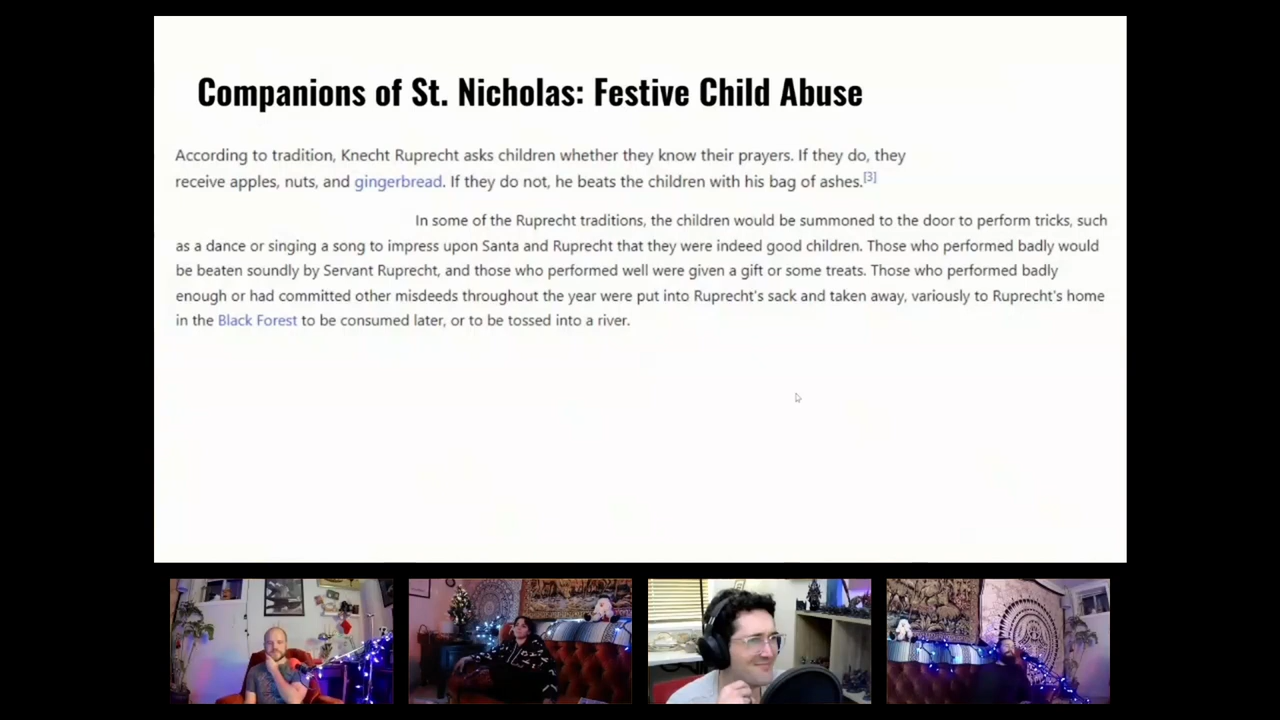 Companions of St. Nicholas: Festive Child Abuse
According to tradition, Knecht Ruprecht asks children whether they know their prayers. If they do, they
receive apples, nuts, and gingerbread. If they do not, he beats the children with his bag of ashes.[3]
In some of the Ruprecht traditions, the children would be summoned to the door to perform tricks, such
as a dance or singing a song to impress upon Santa and Ruprecht that they were indeed good children. Those who performed badly would
be beaten soundly by Servant Ruprecht, and those who performed well were given a gift or some treats. Those who performed badly
enough or had committed other misdeeds throughout the year were put into Ruprecht's sack and taken away, variously to Ruprecht's home
in the Black Forest to be consumed later, or to be tossed into a river.